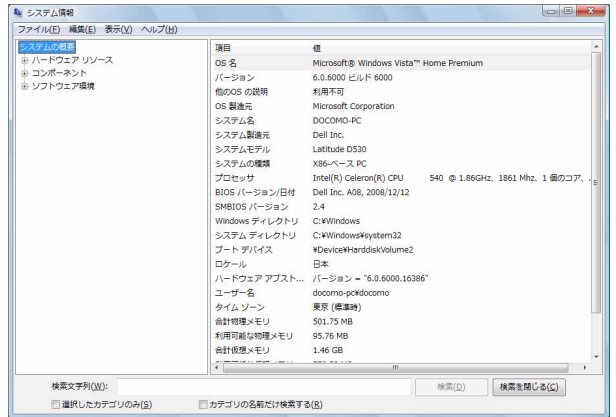 システム情報
ファイル(F) 編集(E) 表示(V) ヘルプ(H)
システムの概要
ハードウェア リソース
コンポーネント
ソフトウェア環境
項目 値
OS 名 Microsoft® Windows Vista™ Home Premium
バージョン 6.0.6000 ビルド 6000
他のOS の説明 利用不可
OS 製造元 Microsoft Corporation
システム名 DOCOMO-PC
システム製造元 Dell Inc.
システムモデル Latitude D530
システムの種類 X86-ベース PC
プロセッサ Intel(R) Celeron(R) CPU 540 @ 1.86GHz、1861 Mhz、1 個のコア、
BIOS バージョン/日付 Dell Inc. A08, 2008/12/12
SMBIOS バージョン 2.4
Windows ディレクトリ C:¥Windows
システム ディレクトリ C:¥Windows¥system32
ブート デバイス ¥Device¥HarddiskVolume2
ロケール 日本
ハードウェア アブスト... バージョン = "6.0.6000.16386"
ユーザー名 docomo-pc¥docomo
タイム ゾーン 東京 (標準時)
合計物理メモリ 501.75 MB
利用可能な物理メモリ 95.76 MB
合計仮想メモリ 1.46 GB
検索文字列(W): 検索(D) 検索を閉じる(C)
選択したカテゴリのみ(S) カテゴリの名前だけ検索する(R)